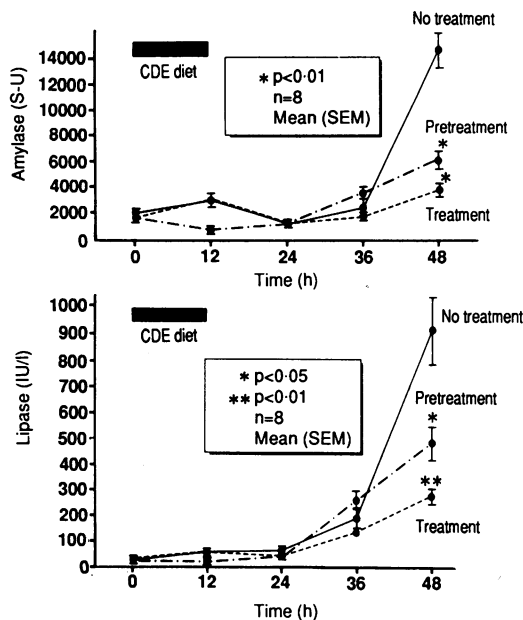 No treatment
14000
12000
10000
8000
6000
4000
2000
0
Amylase (S-U)
CDE diet
* p<0·01
n=8
Mean (SEM)
Pretreatment
*
*
Treatment
0 12 24 36 48
Time (h)
1000
900
800
700
600
500
400
300
200
100
0
Lipase (IU/l)
CDE diet
* p<0·05
** p<0·01
n=8
Mean (SEM)
No treatment
Pretreatment
*
**
Treatment
0 12 24 36 48
Time (h)